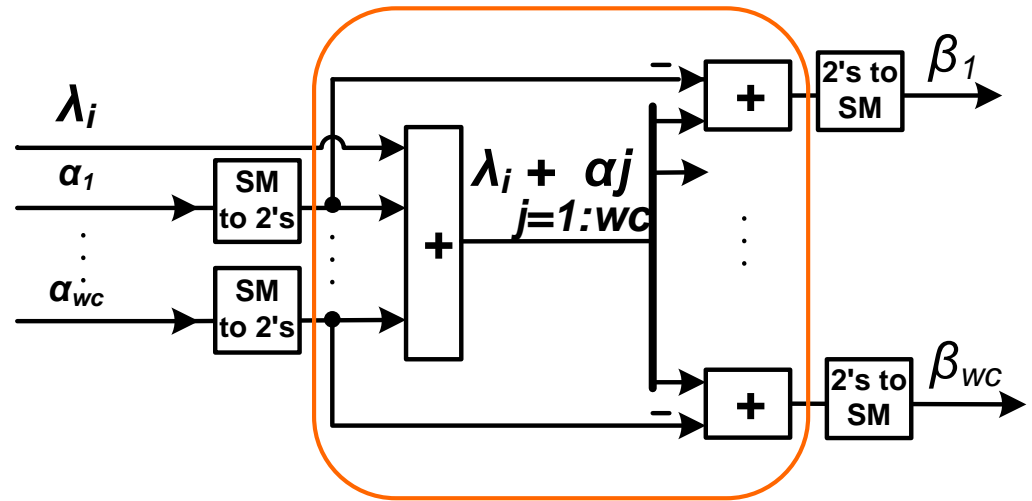 λi
α1
⋮
αwc
SM
to 2's
SM
to 2's
⋮
+
λi + αj
j=1:wc
−
+
⋮
−
+
2's to
SM
β1
2's to
SM
βwc